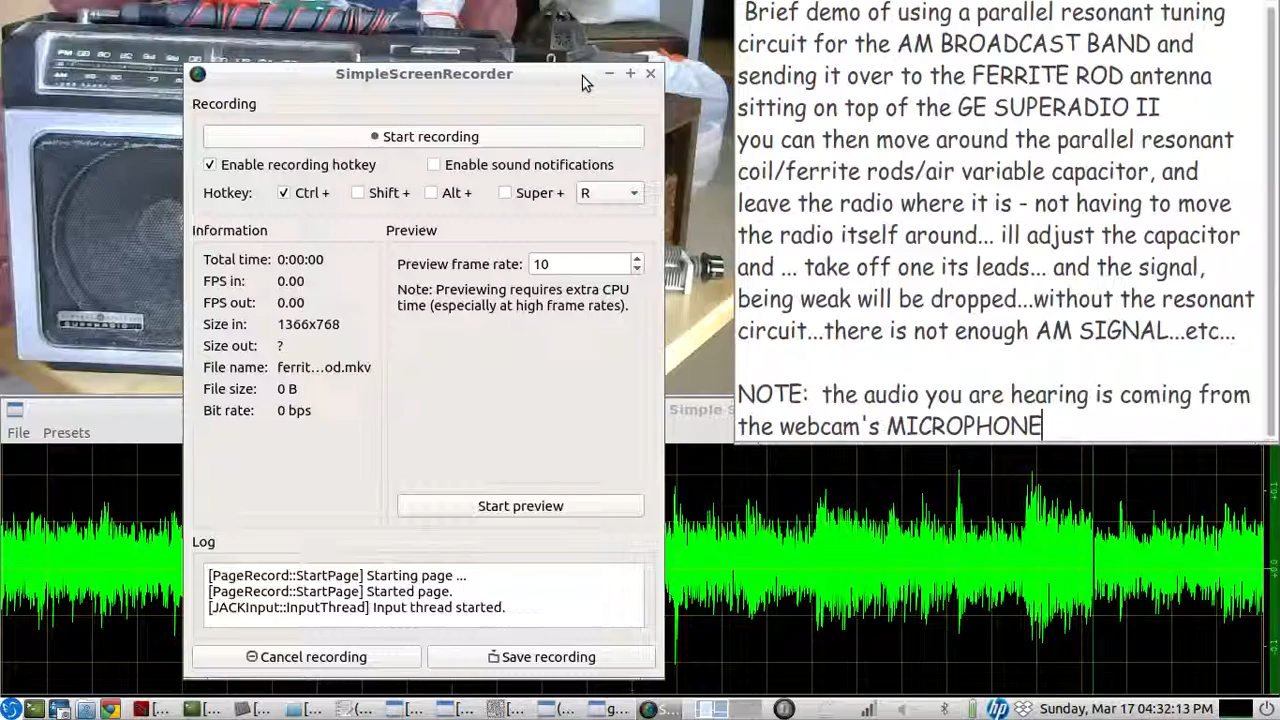 Brief demo of using a parallel resonant tuning
circuit for the AM BROADCAST BAND and
sending it over to the FERRITE ROD antenna
sitting on top of the GE SUPERADIO II
you can then move around the parallel resonant
coil/ferrite rods/air variable capacitor, and
leave the radio where it is - not having to move
the radio itself around... ill adjust the capacitor
and ... take off one its leads... and the signal,
being weak will be dropped...without the resonant
circuit...there is not enough AM SIGNAL...etc...
NOTE:  the audio you are hearing is coming from
the webcam's MICROPHONE
FM
AM
SUPERADIO
SimpleScreenRecorder
Recording
Start recording
Enable recording hotkey
Enable sound notifications
Hotkey: Ctrl + Shift + Alt + Super + R
Information
Total time: 0:00:00
FPS in: 0.00
FPS out: 0.00
Size in: 1366x768
Size out: ?
File name: ferrit...od.mkv
File size: 0 B
Bit rate: 0 bps
Preview
Preview frame rate: 10
Note: Previewing requires extra CPU
time (especially at high frame rates).
Start preview
Log
[PageRecord::StartPage] Starting page ...
[PageRecord::StartPage] Started page.
[JACKInput::InputThread] Input thread started.
Cancel recording
Save recording
Simple S
File Presets
+0.1
+0.0
[...
[...
[...
[...
(...
[...
[...
[...
(...
g...
S...
hp
Sunday, Mar 17 04:32:13 PM